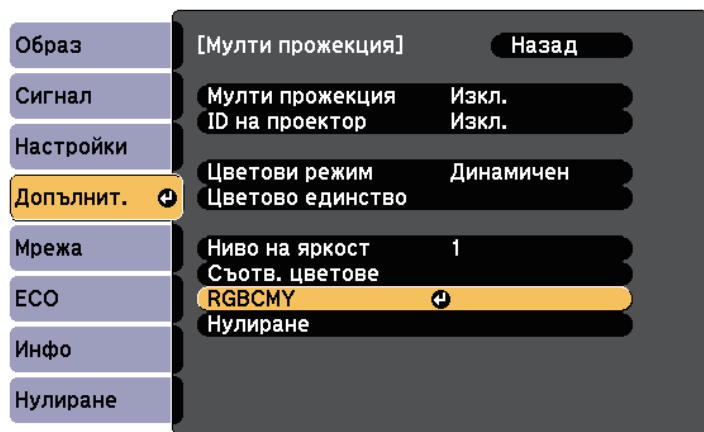 Образ
Сигнал
Настройки
Допълнит.
Мрежа
ECO
Инфо
Нулиране
[Мулти прожекция] Назад
Мулти прожекция Изкл.
ID на проектор Изкл.
Цветови режим Динамичен
Цветово единство
Ниво на яркост 1
Съотв. цветове
RGBCMY
Нулиране